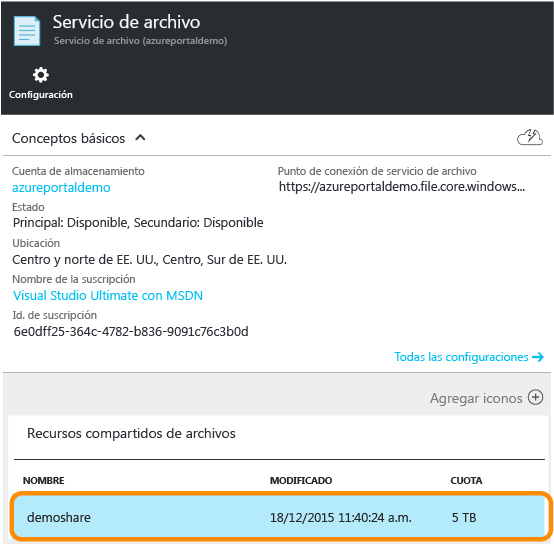 Servicio de archivo
Servicio de archivo (azureportaldemo)
Configuración
Conceptos básicos
Cuenta de almacenamiento
azureportaldemo
Punto de conexión de servicio de archivo
https://azureportaldemo.file.core.windows...
Estado
Principal: Disponible, Secundario: Disponible
Ubicación
Centro y norte de EE. UU., Centro, Sur de EE. UU.
Nombre de la suscripción
Visual Studio Ultimate con MSDN
Id. de suscripción
6e0dff25-364c-4782-b836-9091c76c3b0d
Todas las configuraciones
Agregar iconos
Recursos compartidos de archivos
NOMBRE MODIFICADO CUOTA
demoshare 18/12/2015 11:40:24 a.m. 5 TB